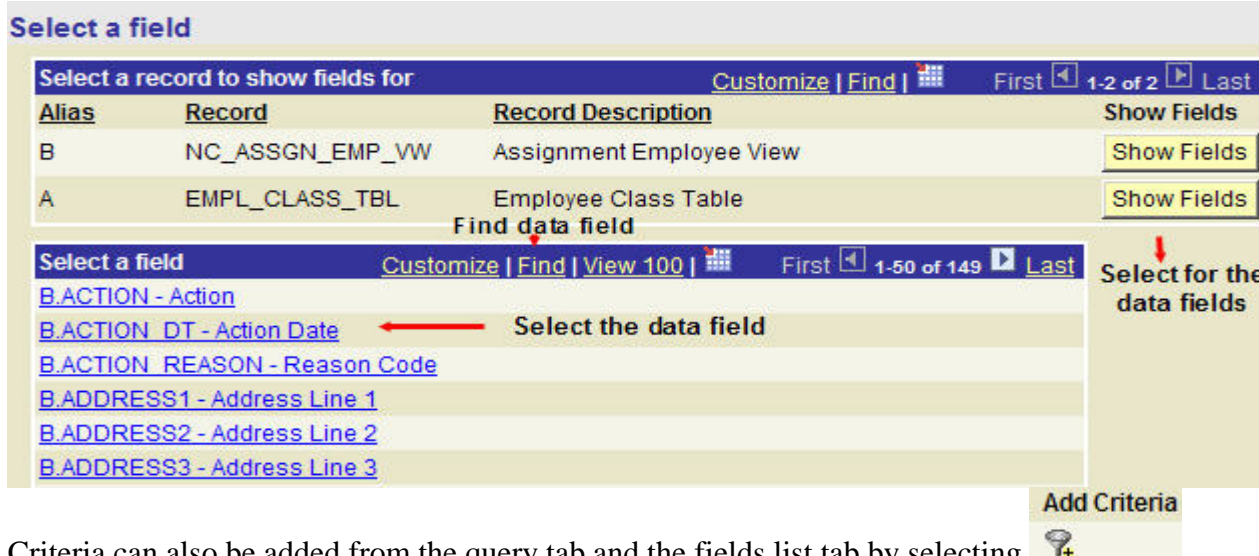 Select a field
Select a record to show fields for Customize | Find | First 1-2 of 2 Last
Alias Record Record Description Show Fields
B NC_ASSGN_EMP_VW Assignment Employee View Show Fields
A EMPL_CLASS_TBL Employee Class Table Show Fields
Find data field
Select a field Customize | Find | View 100 | First 1-50 of 149 Last
Select for the
data fields
B.ACTION - Action
B.ACTION_DT - Action Date Select the data field
B.ACTION_REASON - Reason Code
B.ADDRESS1 - Address Line 1
B.ADDRESS2 - Address Line 2
B.ADDRESS3 - Address Line 3
Add Criteria
Criteria can also be added from the query tab and the fields list tab by selecting